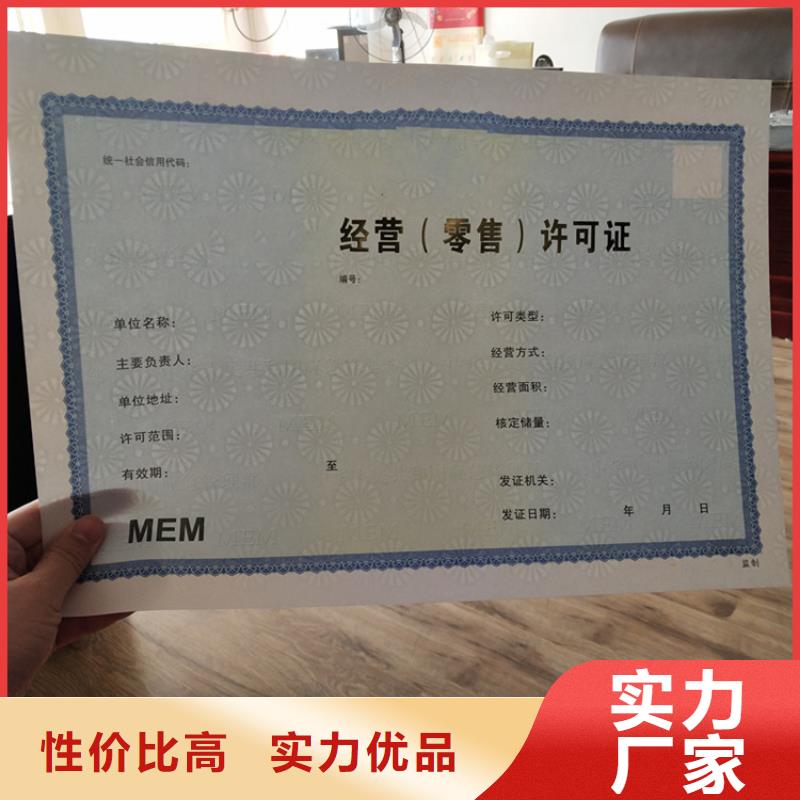 统一社会信用代码：
经营（零售）许可证
编号：
单位名称：
许可类型：
主要负责人：
经营方式：
单位地址：
经营面积：
许可范围：
核定储量：
有效期：
至
发证机关：
发证日期：
年 月 日
MEM
监制
实力
厂家
性价比高 实力优品